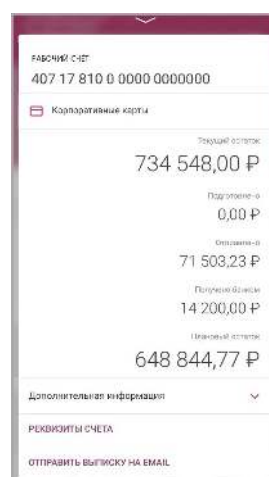 РАБОЧИЙ СЧЕТ
407 17 810 0 0000 0000000
Корпоративные карты
Текущий остаток
734 548,00 ₽
Подготовлено
0,00 ₽
Отправлено
71 503,23 ₽
Получено банком
14 200,00 ₽
Плановый остаток
648 844,77 ₽
Дополнительная информация
РЕКВИЗИТЫ СЧЕТА
ОТПРАВИТЬ ВЫПИСКУ НА EMAIL